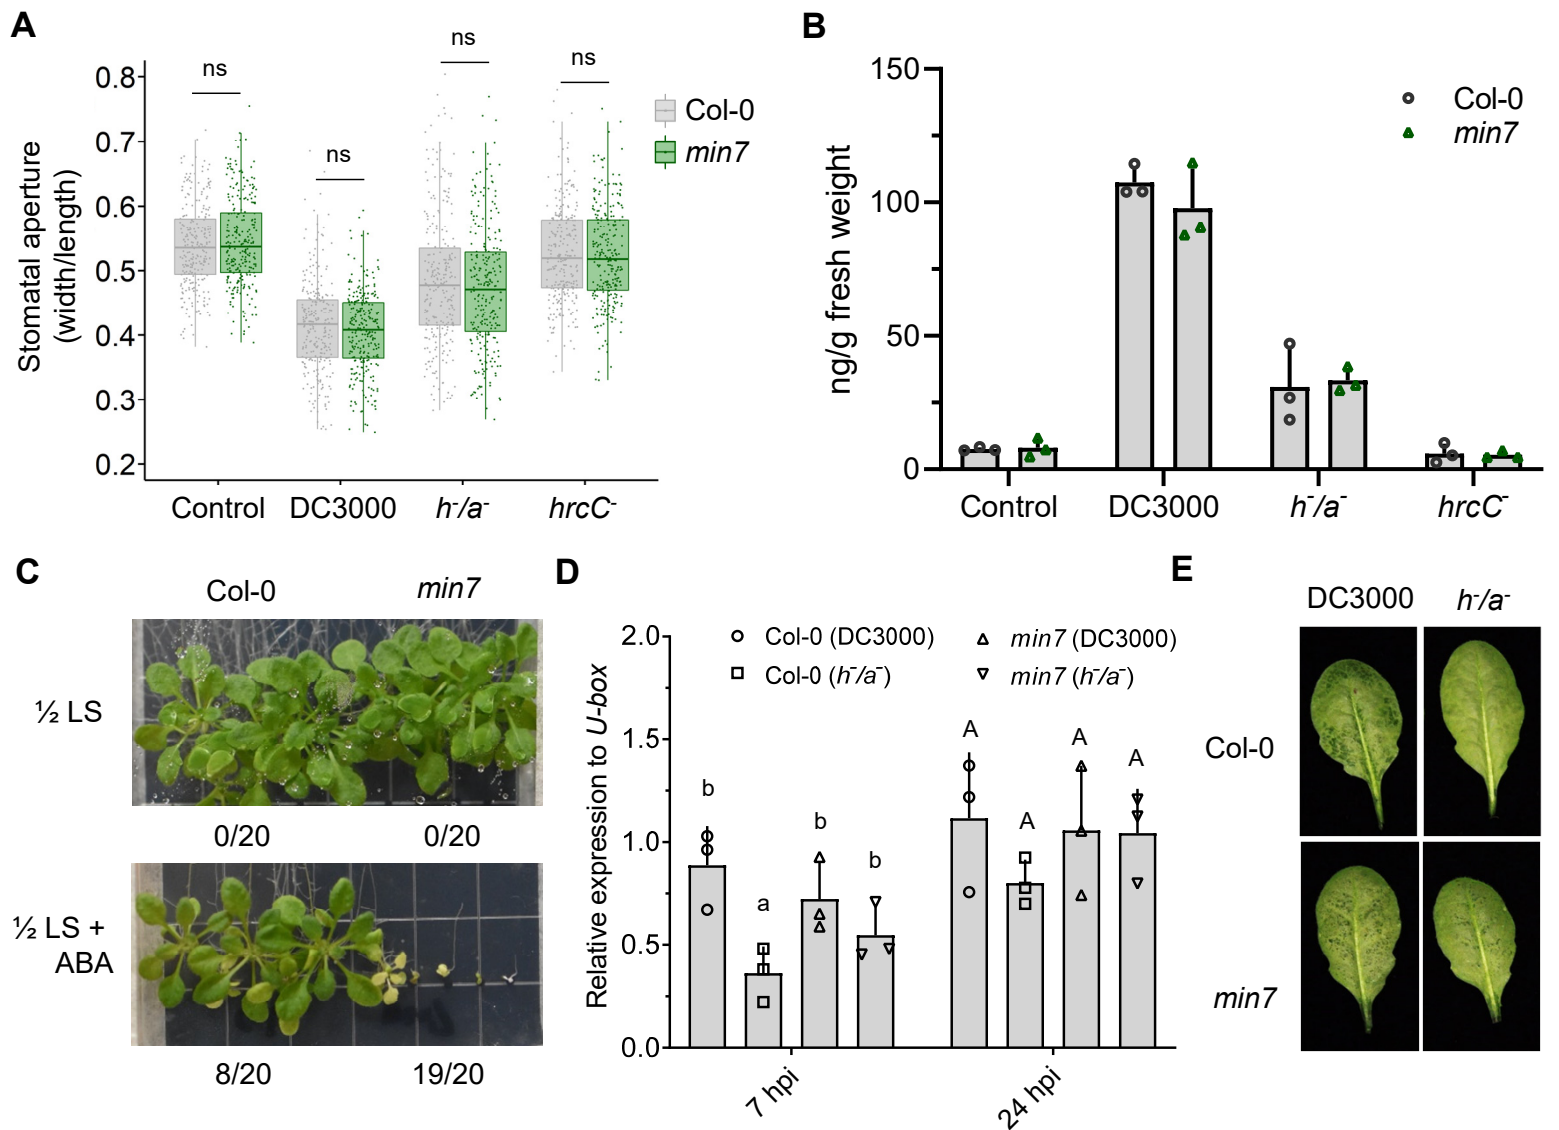 A
Stomatal aperture
(width/length)
0.8
0.7
0.6
0.5
0.4
0.3
0.2
ns
ns
ns
ns
Col-0
min7
Control
DC3000
h⁻/a⁻
hrcC⁻
B
ng/g fresh weight
150
100
50
0
Col-0
min7
Control
DC3000
h⁻/a⁻
hrcC⁻
C
Col-0
min7
½ LS
0/20
0/20
½ LS +
ABA
8/20
19/20
D
Relative expression to U-box
2.0
1.5
1.0
0.5
0.0
Col-0 (DC3000)
min7 (DC3000)
Col-0 (h⁻/a⁻)
min7 (h⁻/a⁻)
b
a
b
b
A
A
A
A
7 hpi
24 hpi
E
DC3000
h⁻/a⁻
Col-0
min7